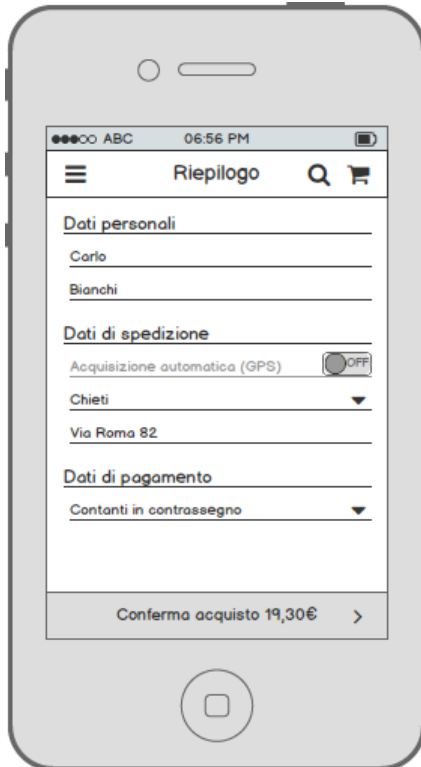 ABC 06:56 PM
Riepilogo
Dati personali
Carlo
Bianchi
Dati di spedizione
Acquisizione automatica (GPS) OFF
Chieti
Via Roma 82
Dati di pagamento
Contanti in contrassegno
Conferma acquisto 19,30€ >